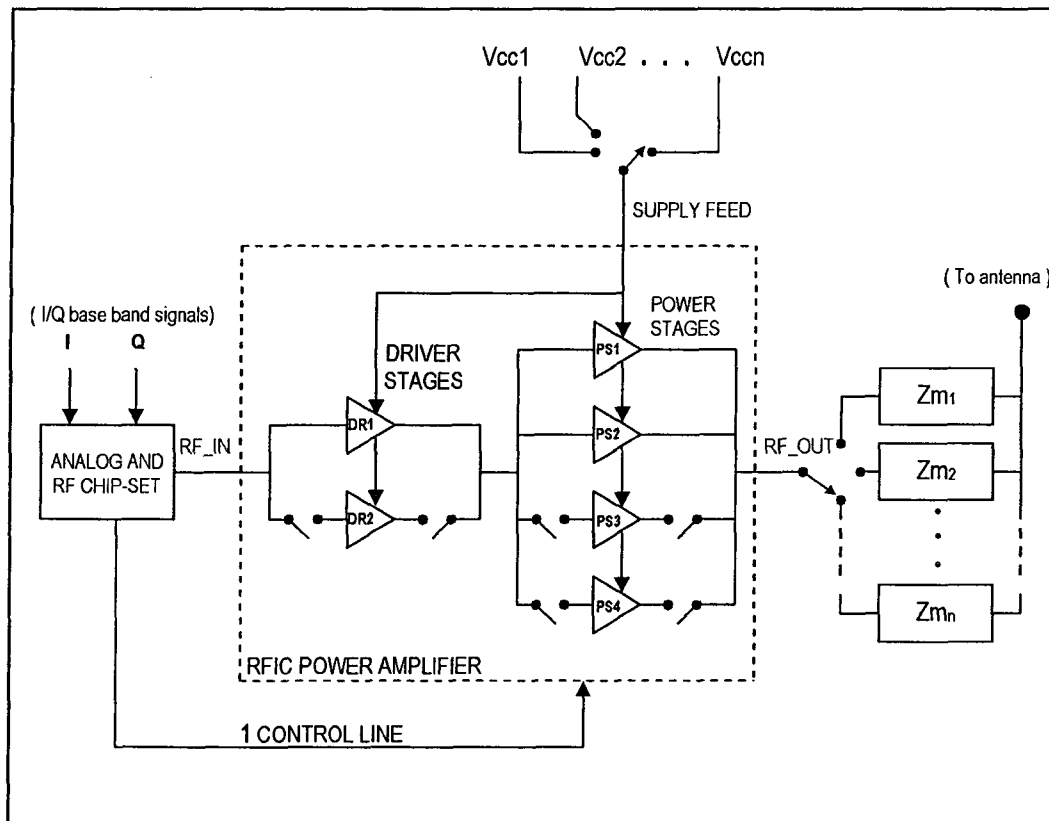 Vcc1 Vcc2 . . . Vccn
SUPPLY FEED
( To antenna )
( I/Q base band signals)
I Q
POWER
STAGES
DRIVER
STAGES
PS1
Zm1
DR1
PS2
RF_IN
RF_OUT
ANALOG AND
RF CHIP-SET
Zm2
DR2
PS3
PS4
Zmn
RFIC POWER AMPLIFIER
1 CONTROL LINE